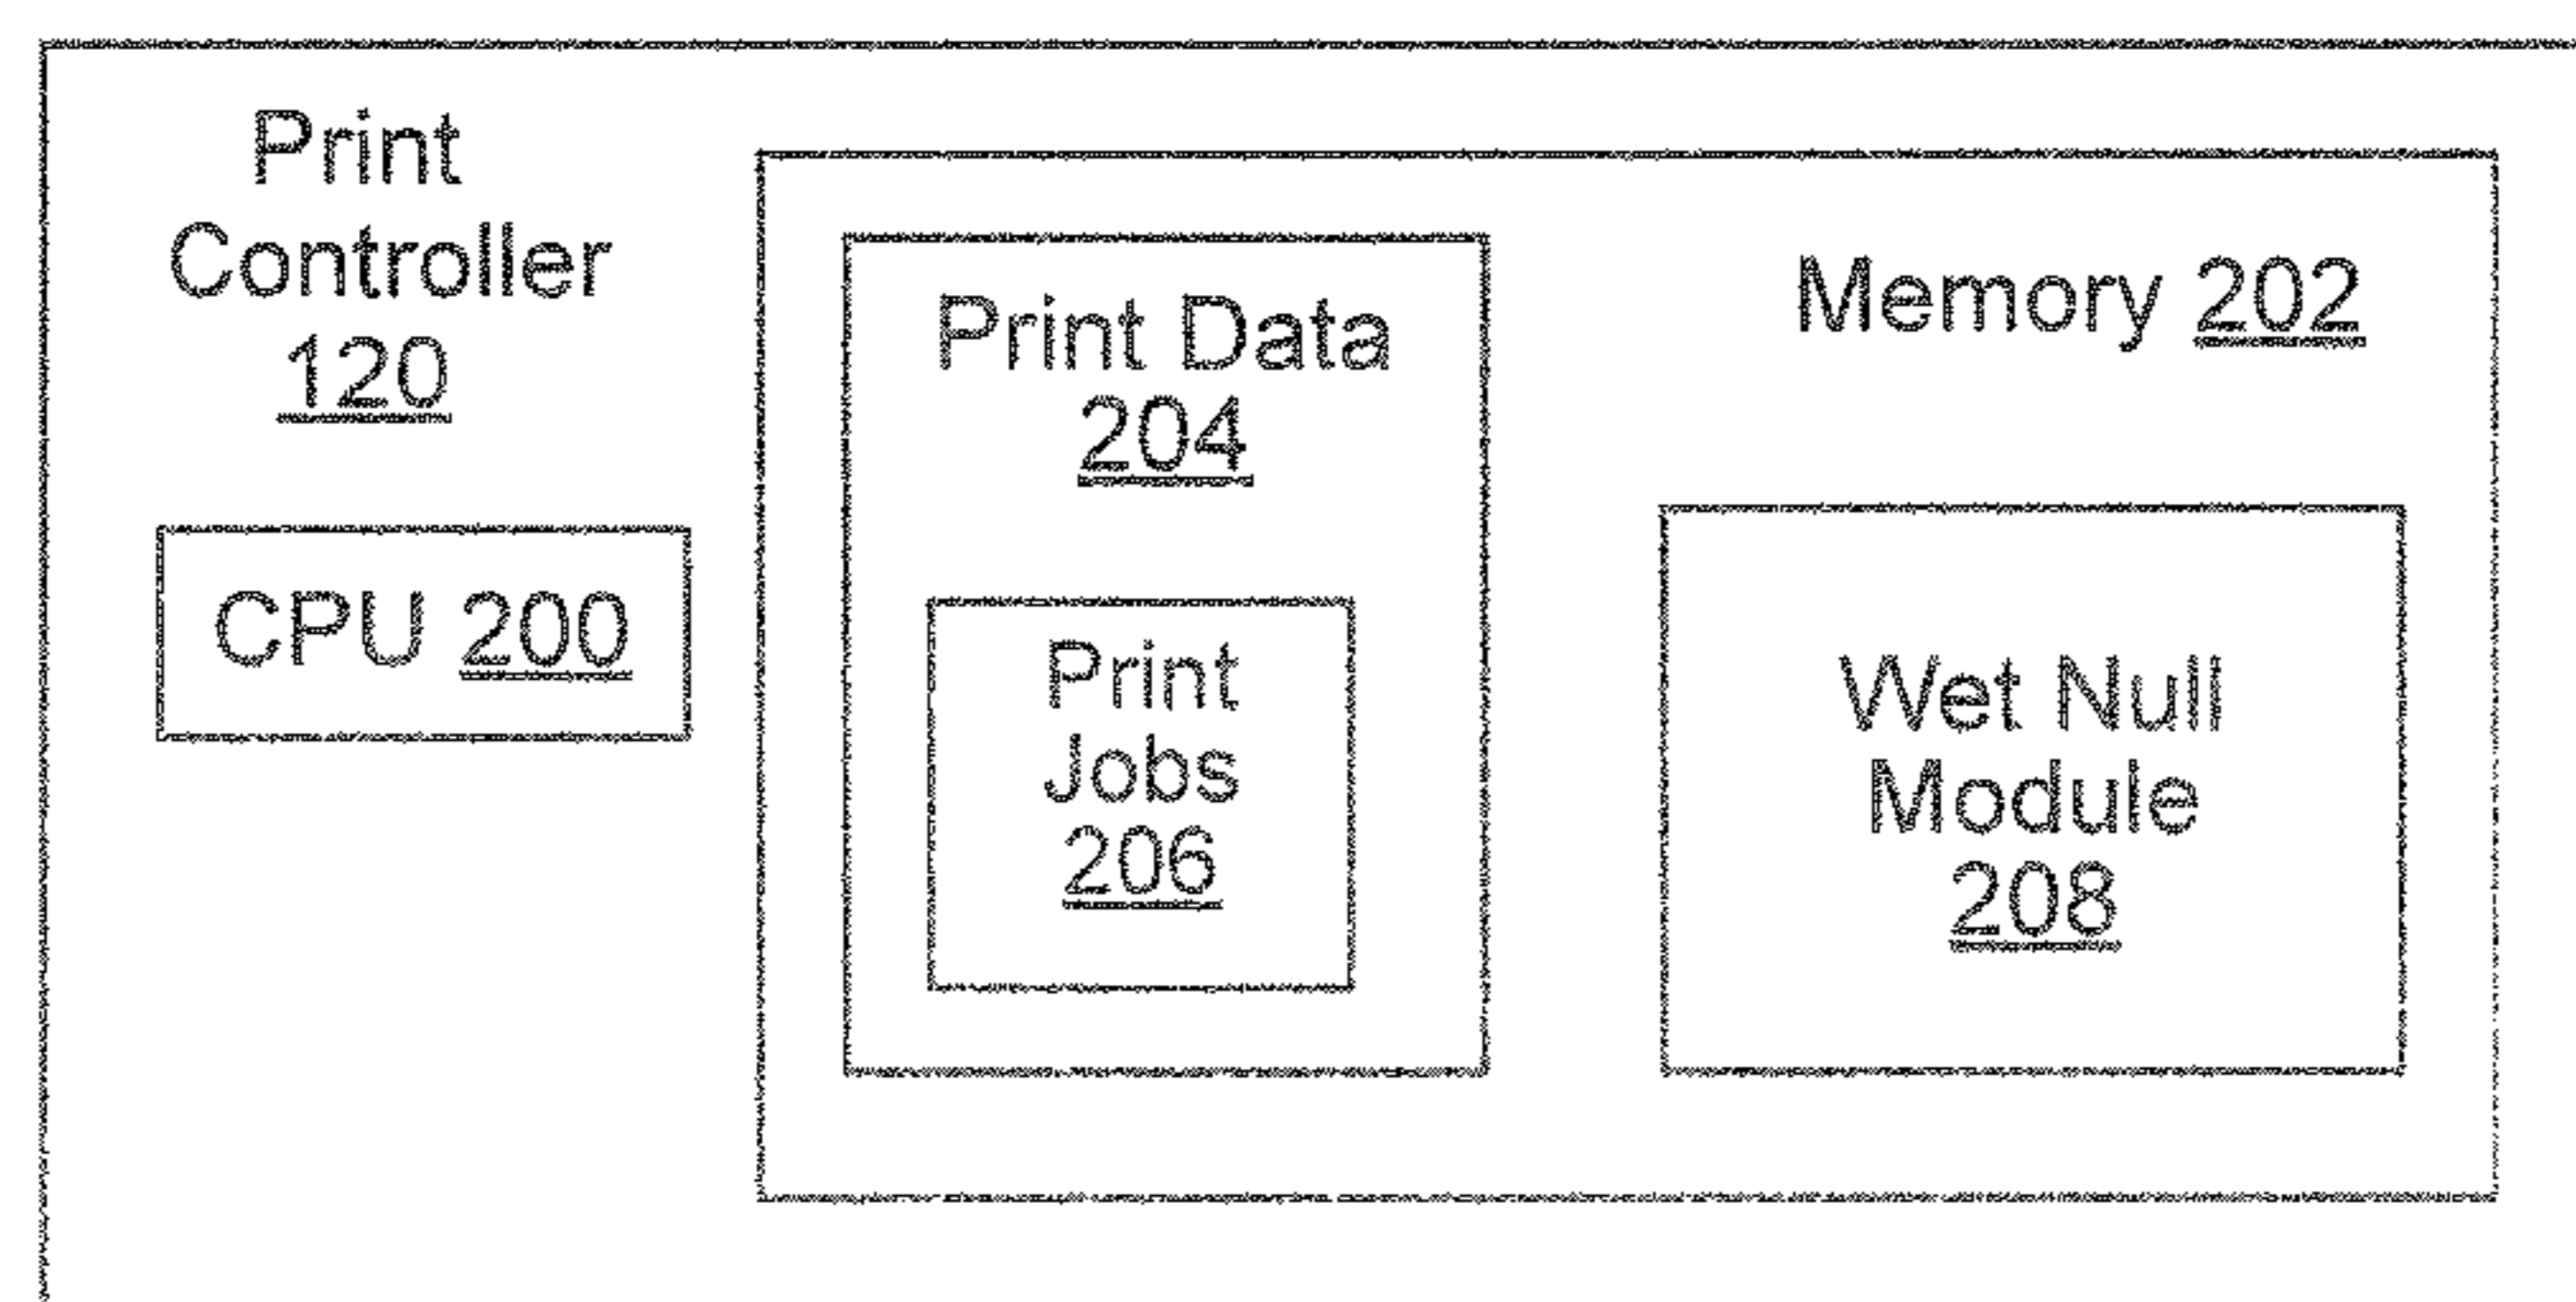 Print
Controller
120
CPU 200
Print Data
204
Print
Jobs
206
Memory 202
Wet Null
Module
208